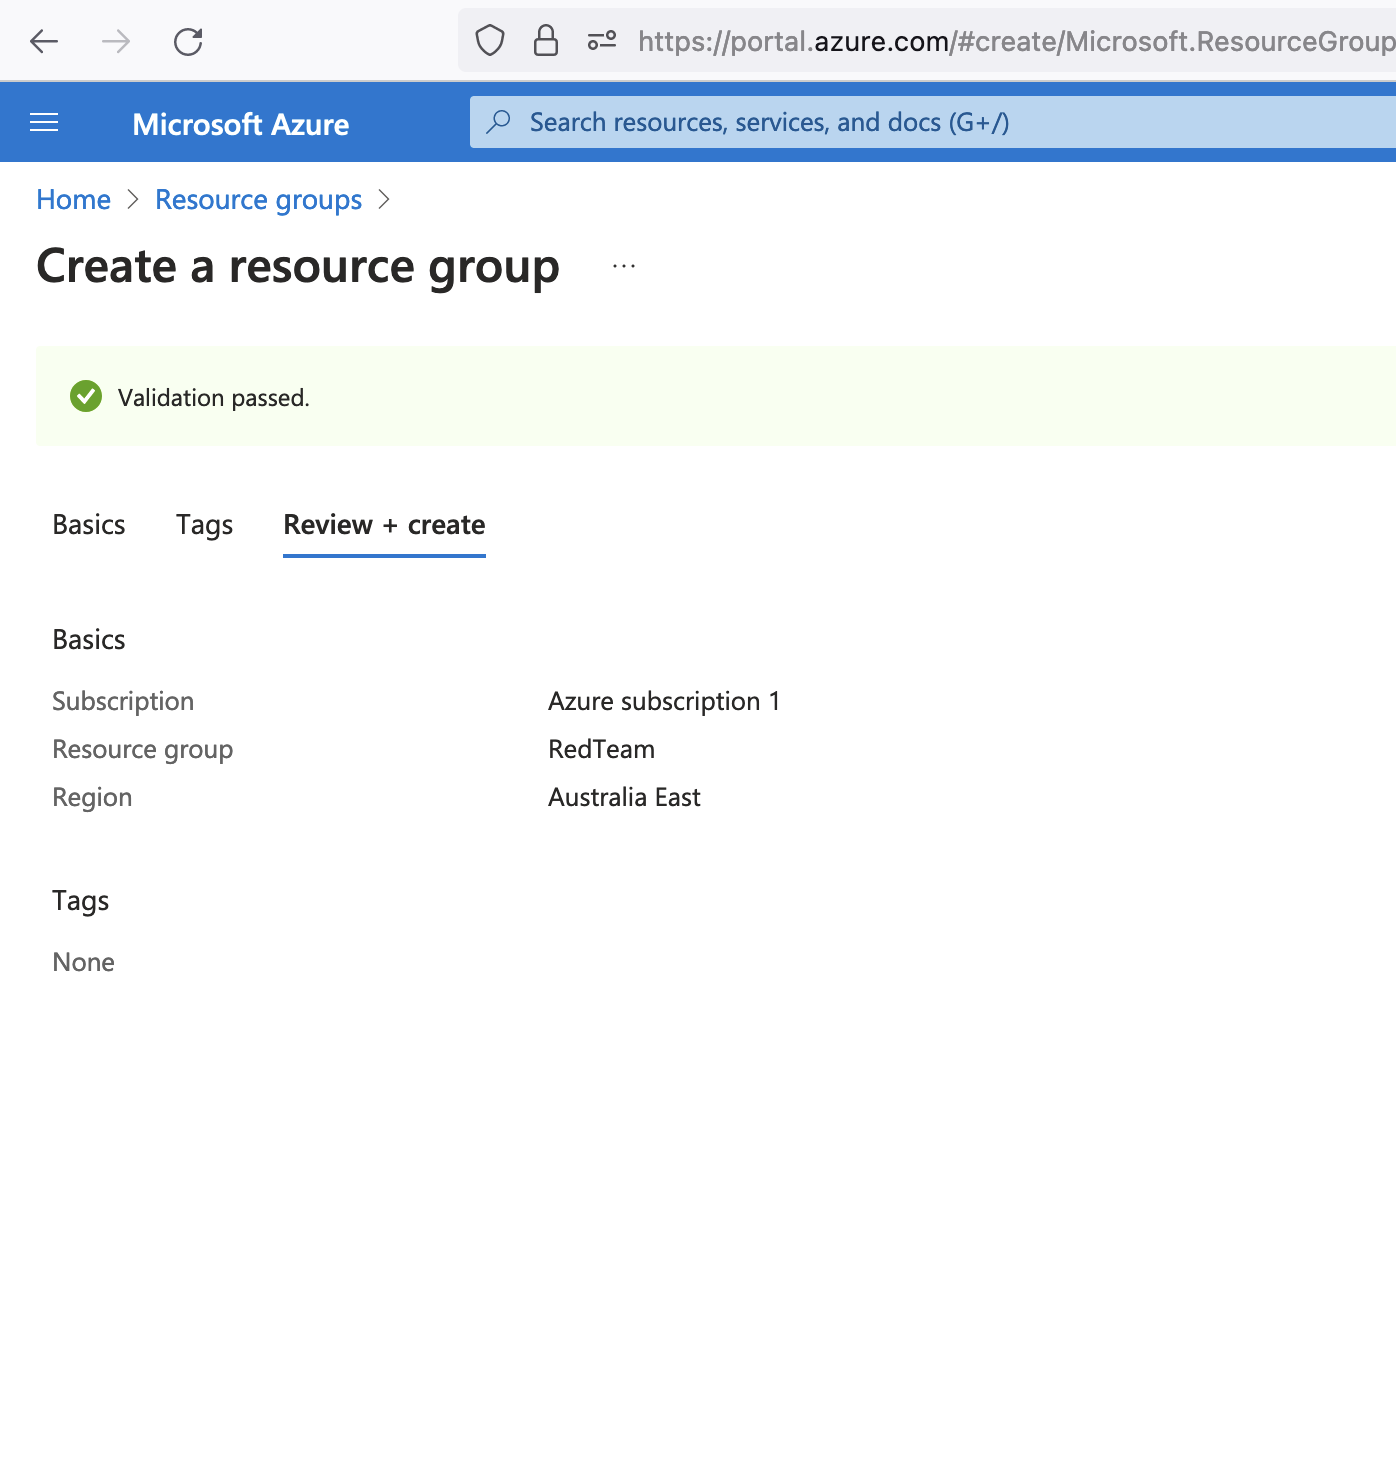 https://portal.azure.com/#create/Microsoft.ResourceGroup
Microsoft Azure
Search resources, services, and docs (G+/)
Home > Resource groups >
Create a resource group ...
Validation passed.
Basics Tags Review + create
Basics
Subscription Azure subscription 1
Resource group RedTeam
Region Australia East
Tags
None